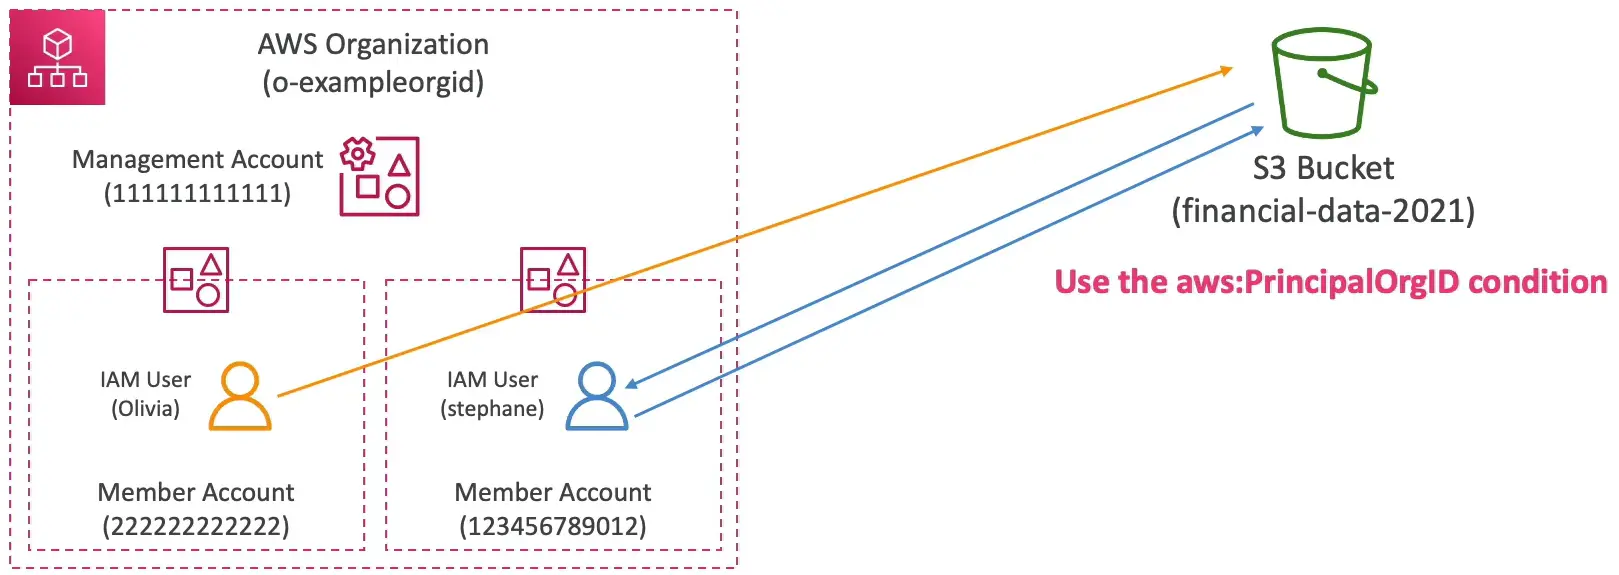 AWS Organization
(o-exampleorgid)
Management Account
(111111111111)
IAM User
(Olivia)
Member Account
(222222222222)
IAM User
(stephane)
Member Account
(123456789012)
S3 Bucket
(financial-data-2021)
Use the aws:PrincipalOrgID condition